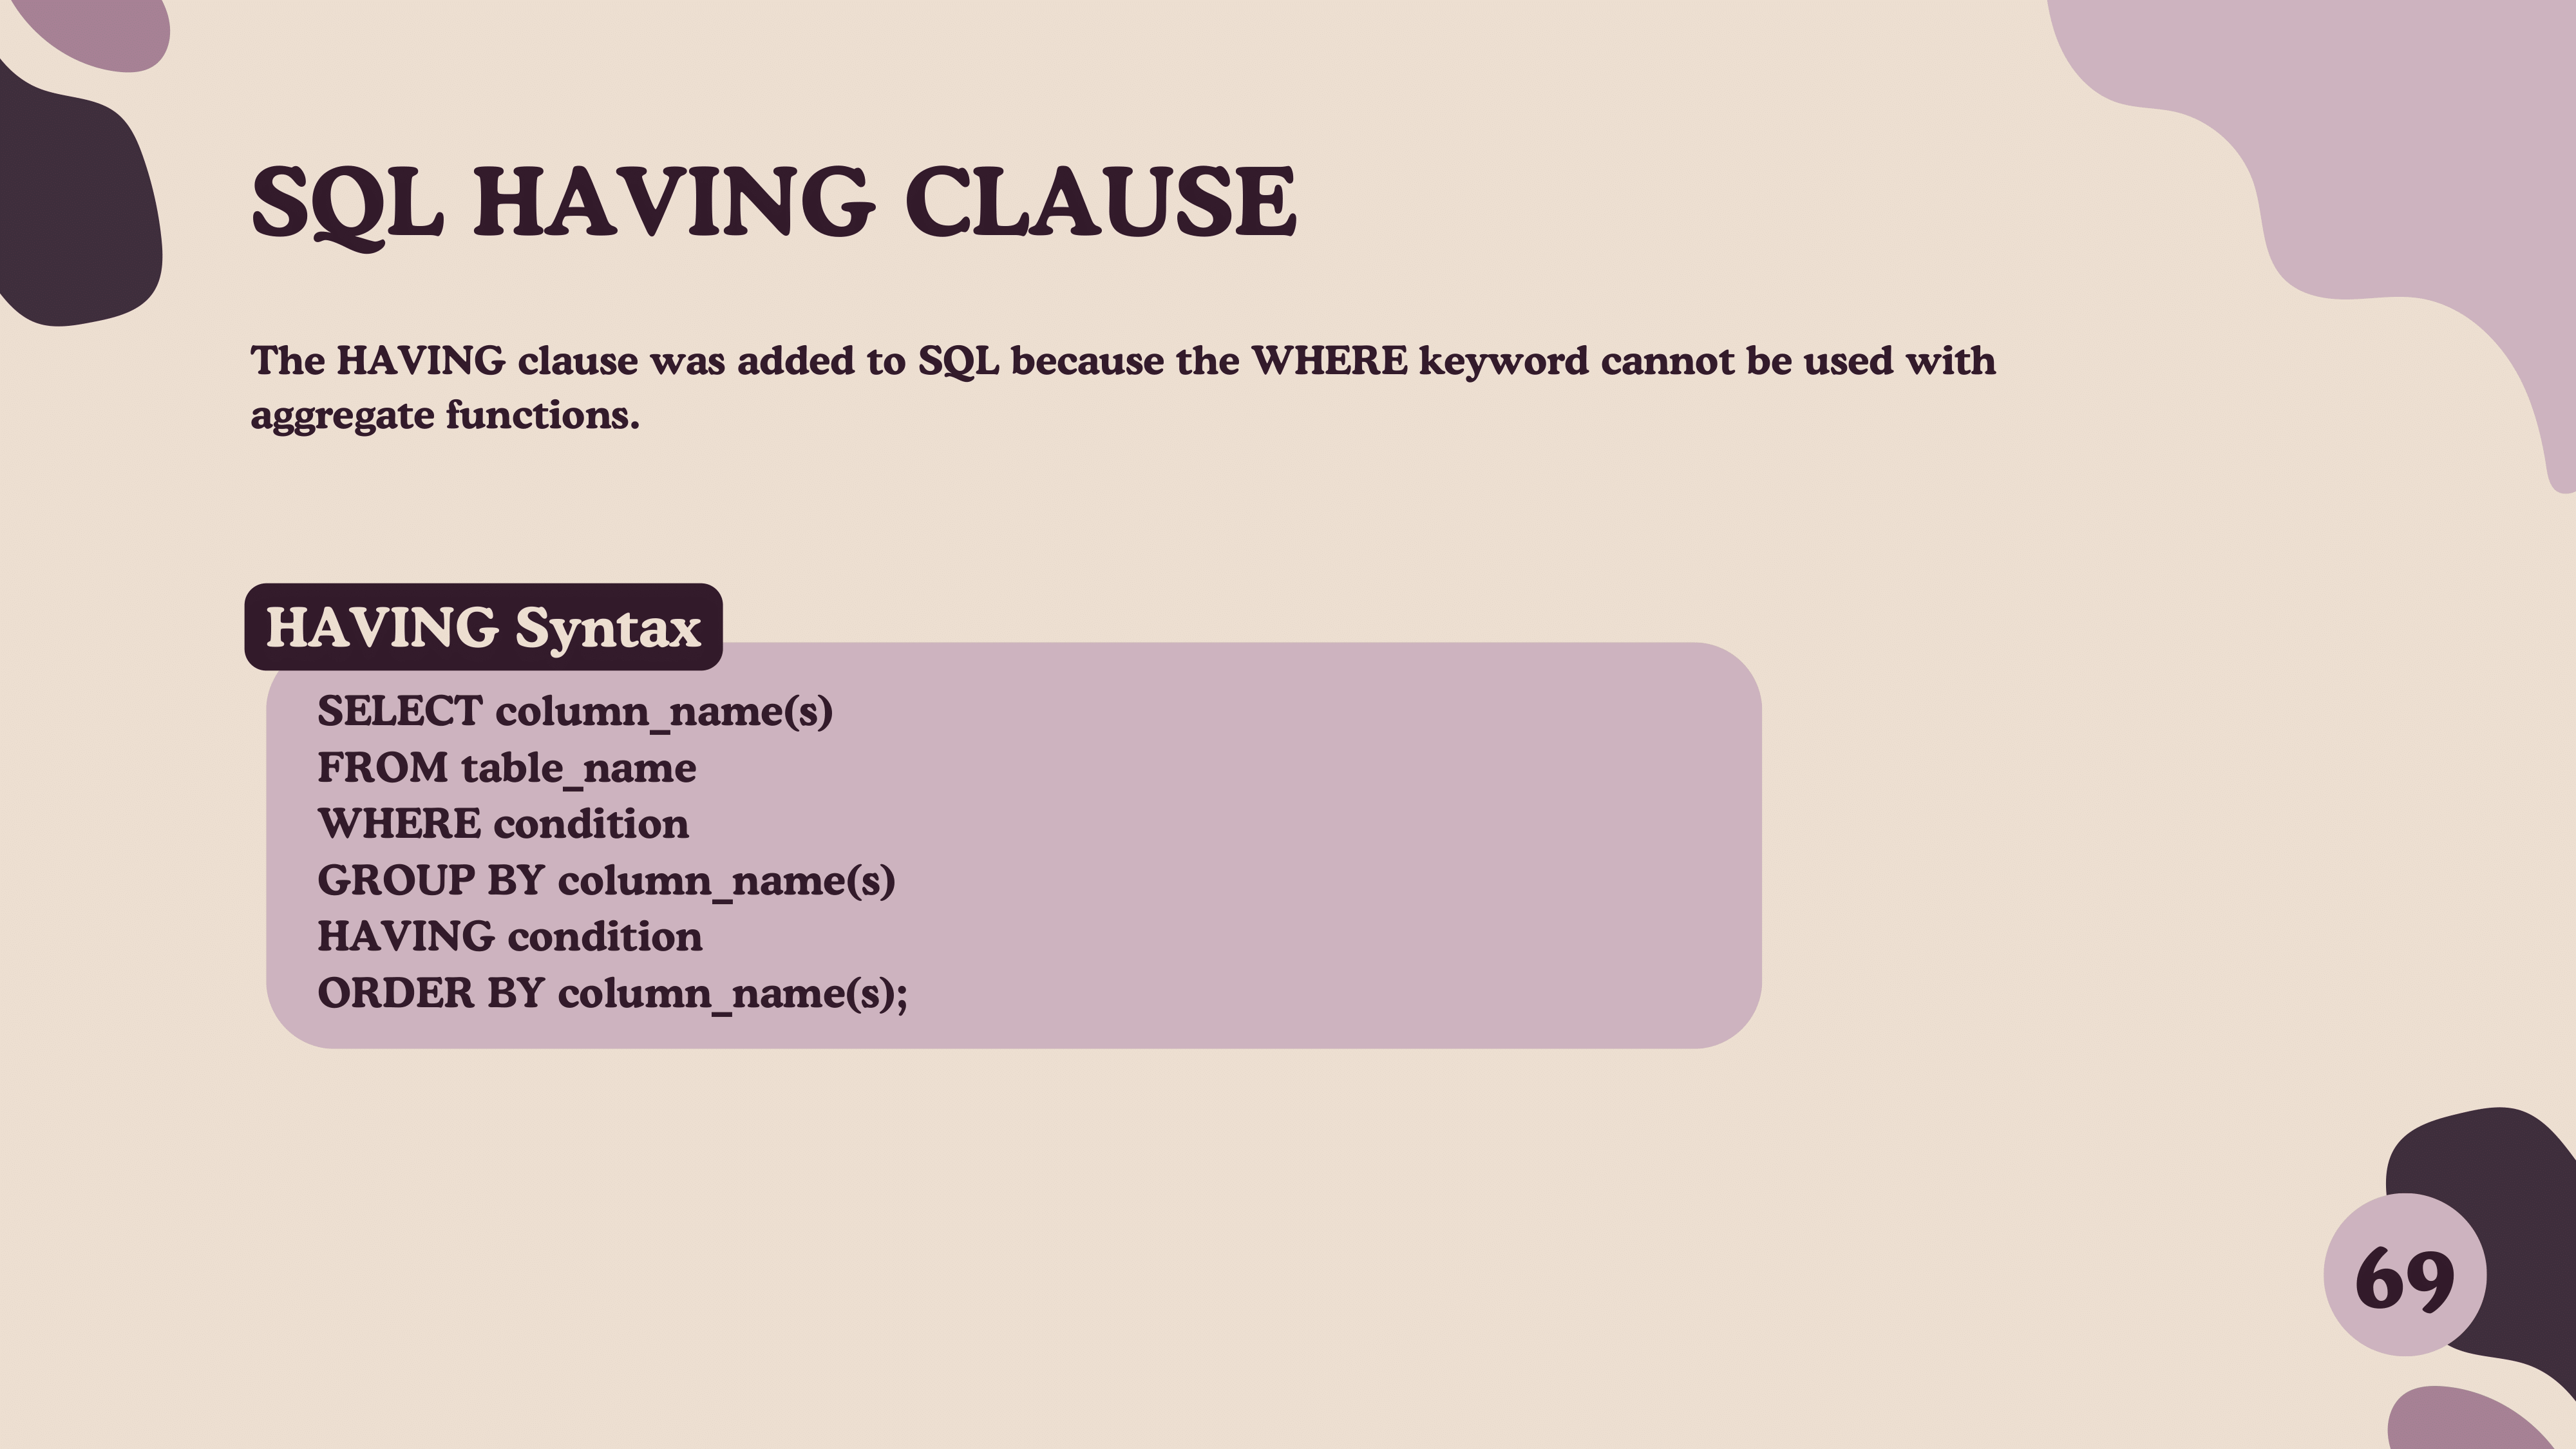 SQL HAVING CLAUSE
The HAVING clause was added to SQL because the WHERE keyword cannot be used with
aggregate functions.
HAVING Syntax
SELECT column_name(s)
FROM table_name
WHERE condition
GROUP BY column_name(s)
HAVING condition
ORDER BY column_name(s);
69